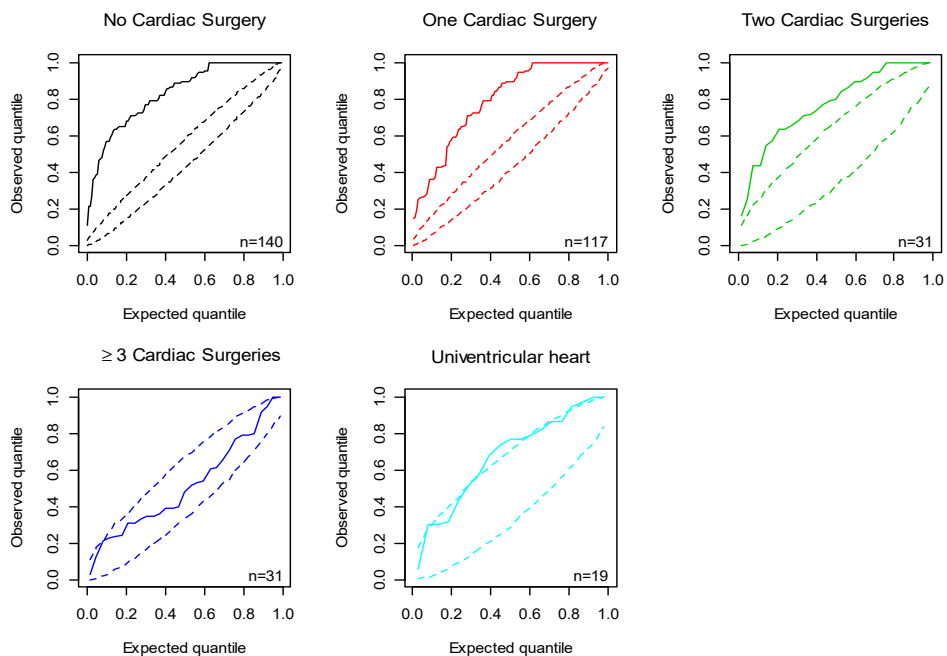 No Cardiac Surgery
Observed quantile
0.0 0.2 0.4 0.6 0.8 1.0
n=140
0.0 0.2 0.4 0.6 0.8 1.0
Expected quantile
One Cardiac Surgery
Observed quantile
0.0 0.2 0.4 0.6 0.8 1.0
n=117
0.0 0.2 0.4 0.6 0.8 1.0
Expected quantile
Two Cardiac Surgeries
Observed quantile
0.0 0.2 0.4 0.6 0.8 1.0
n=31
0.0 0.2 0.4 0.6 0.8 1.0
Expected quantile
≥ 3 Cardiac Surgeries
Observed quantile
0.0 0.2 0.4 0.6 0.8 1.0
n=31
0.0 0.2 0.4 0.6 0.8 1.0
Expected quantile
Univentricular heart
Observed quantile
0.0 0.2 0.4 0.6 0.8 1.0
n=19
0.0 0.2 0.4 0.6 0.8 1.0
Expected quantile